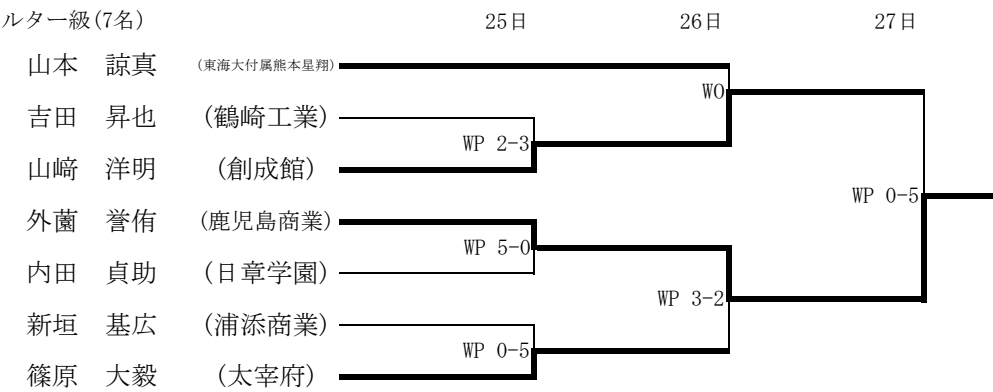 ルター級(7名) 25日 26日 27日
山本 諒真 (東海大付属熊本星翔)
WO
吉田 昇也 (鶴崎工業)
WP 2-3
山﨑 洋明 (創成館)
WP 0-5
外薗 誉侑 (鹿児島商業)
WP 5-0
内田 貞助 (日章学園)
WP 3-2
新垣 基広 (浦添商業)
WP 0-5
篠原 大毅 (太宰府)